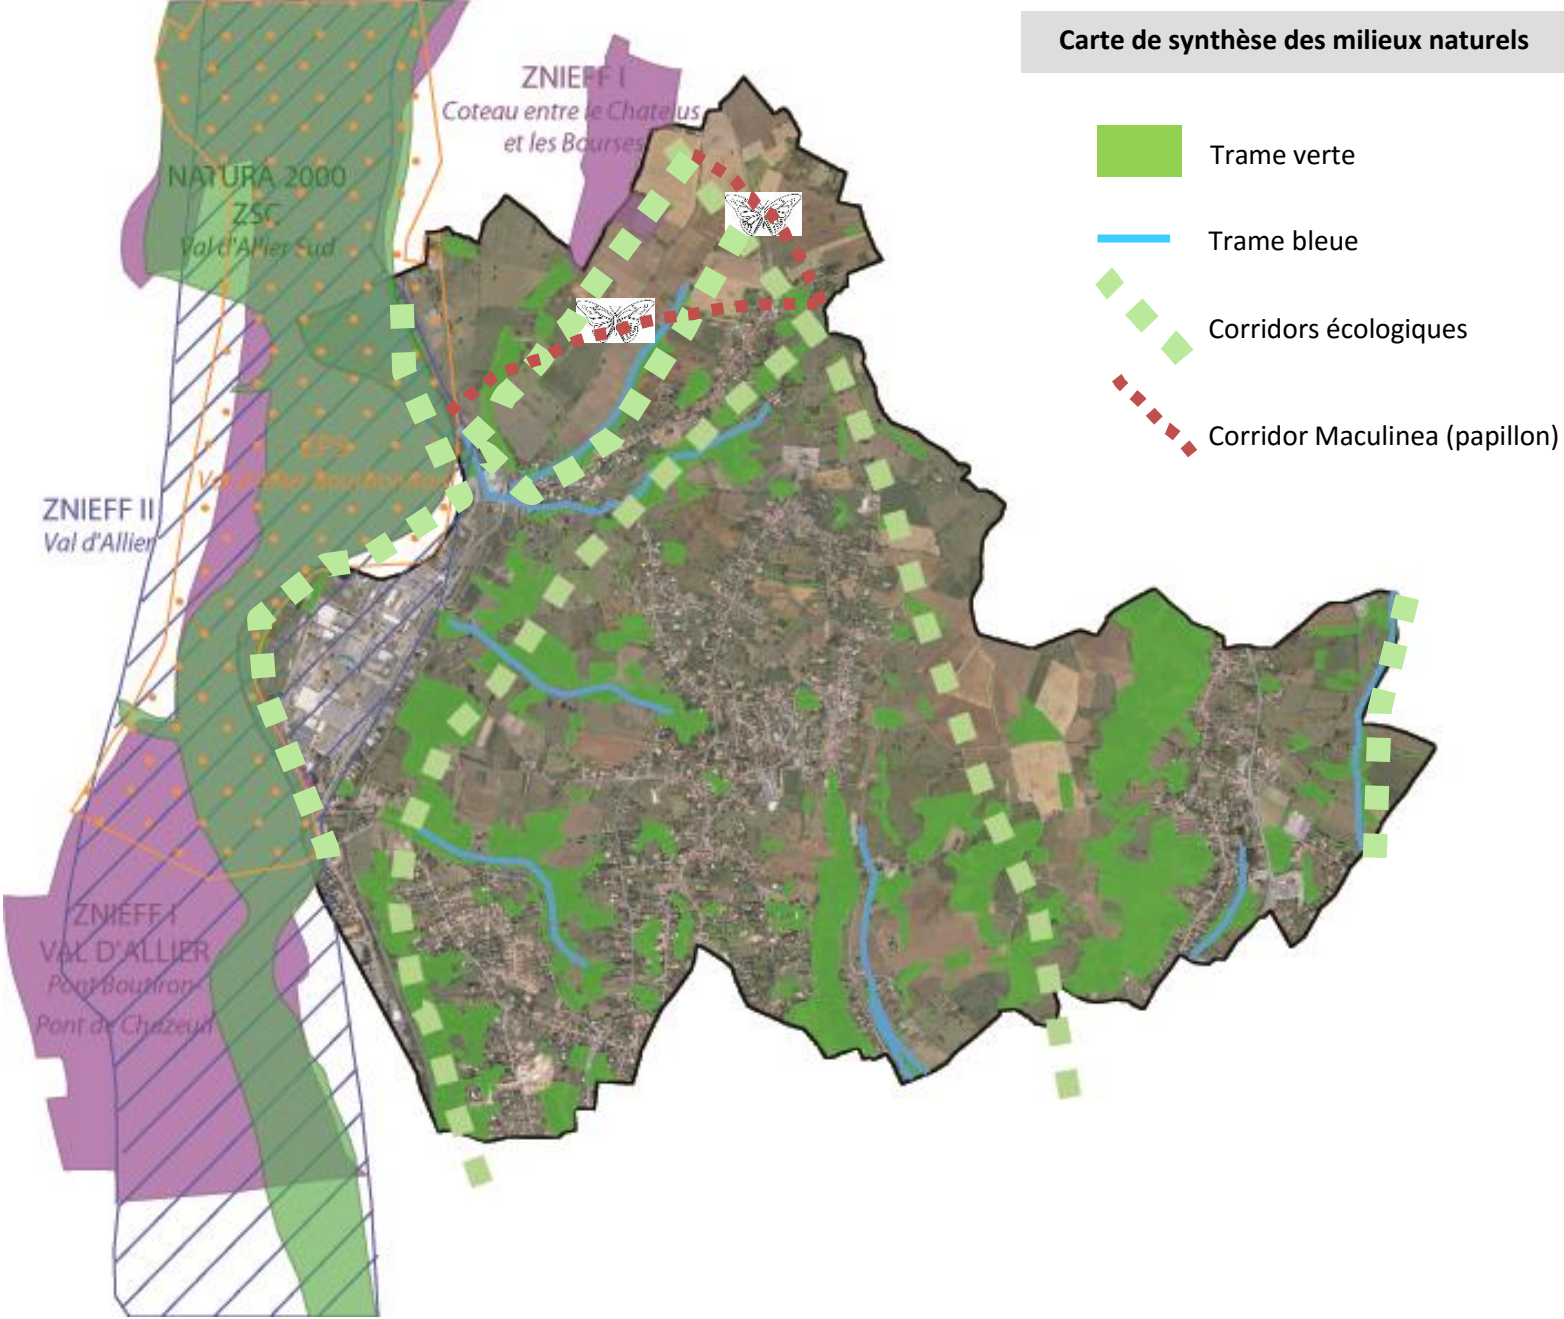 Carte de synthèse des milieux naturels
Trame verte
Trame bleue
Corridors écologiques
Corridor Maculinea (papillon)
ZNIEFF I
Coteau entre le Chatelus
et les Bourses
NATURA 2000
ZSC
Val d'Allier Sud
ZNIEFF II
Val d'Allier
ZNIEFF I
VAL D'ALLIER
Pont Boutiron-
Pont de Chazeuil